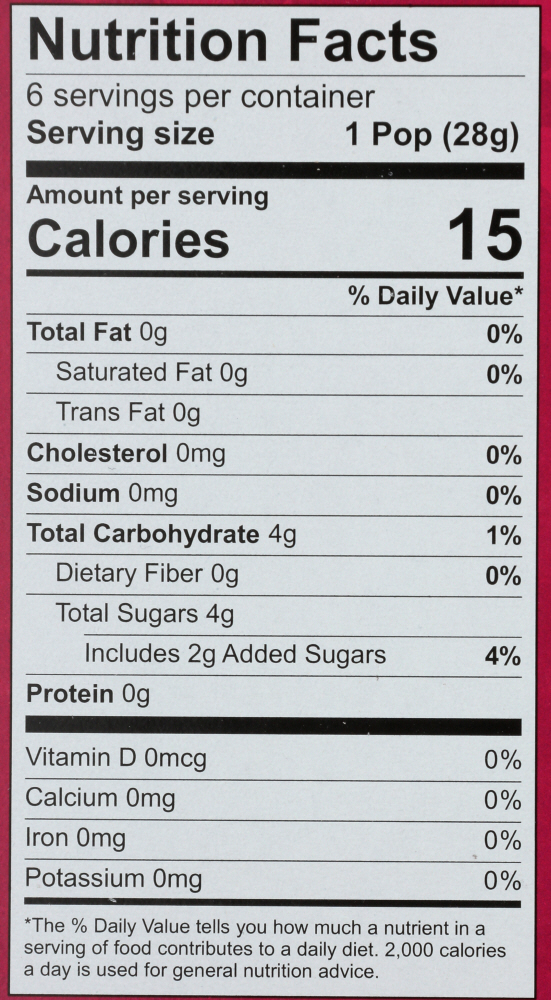 Nutrition Facts
6 servings per container
Serving size 1 Pop (28g)
Amount per serving
Calories 15
% Daily Value*
Total Fat 0g 0%
Saturated Fat 0g 0%
Trans Fat 0g
Cholesterol 0mg 0%
Sodium 0mg 0%
Total Carbohydrate 4g 1%
Dietary Fiber 0g 0%
Total Sugars 4g
Includes 2g Added Sugars 4%
Protein 0g
Vitamin D 0mcg 0%
Calcium 0mg 0%
Iron 0mg 0%
Potassium 0mg 0%
*The % Daily Value tells you how much a nutrient in a
serving of food contributes to a daily diet. 2,000 calories
a day is used for general nutrition advice.